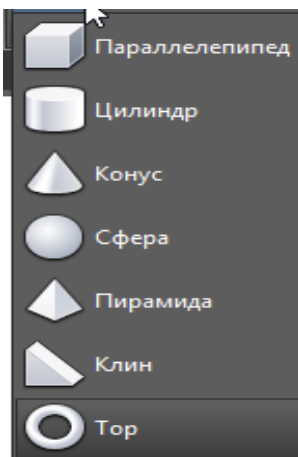 Параллелепипед
Цилиндр
Конус
Сфера
Пирамида
Клин
Тор